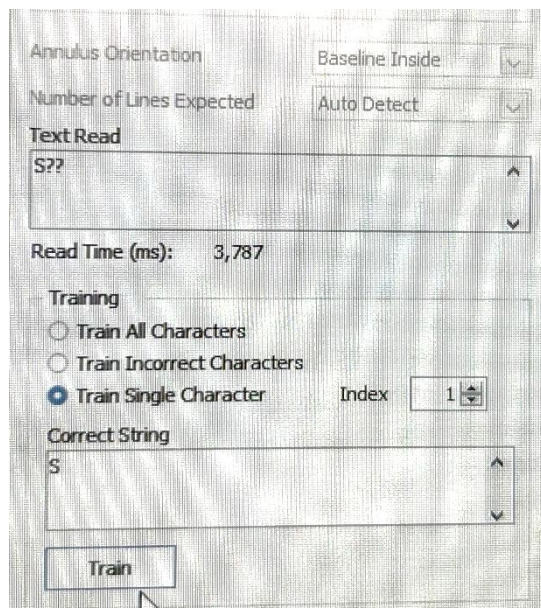 Annulus Orientation Baseline Inside
Number of Lines Expected Auto Detect
Text Read
S??
Read Time (ms): 3,787
Training
Train All Characters
Train Incorrect Characters
Train Single Character Index 1
Correct String
S
Train